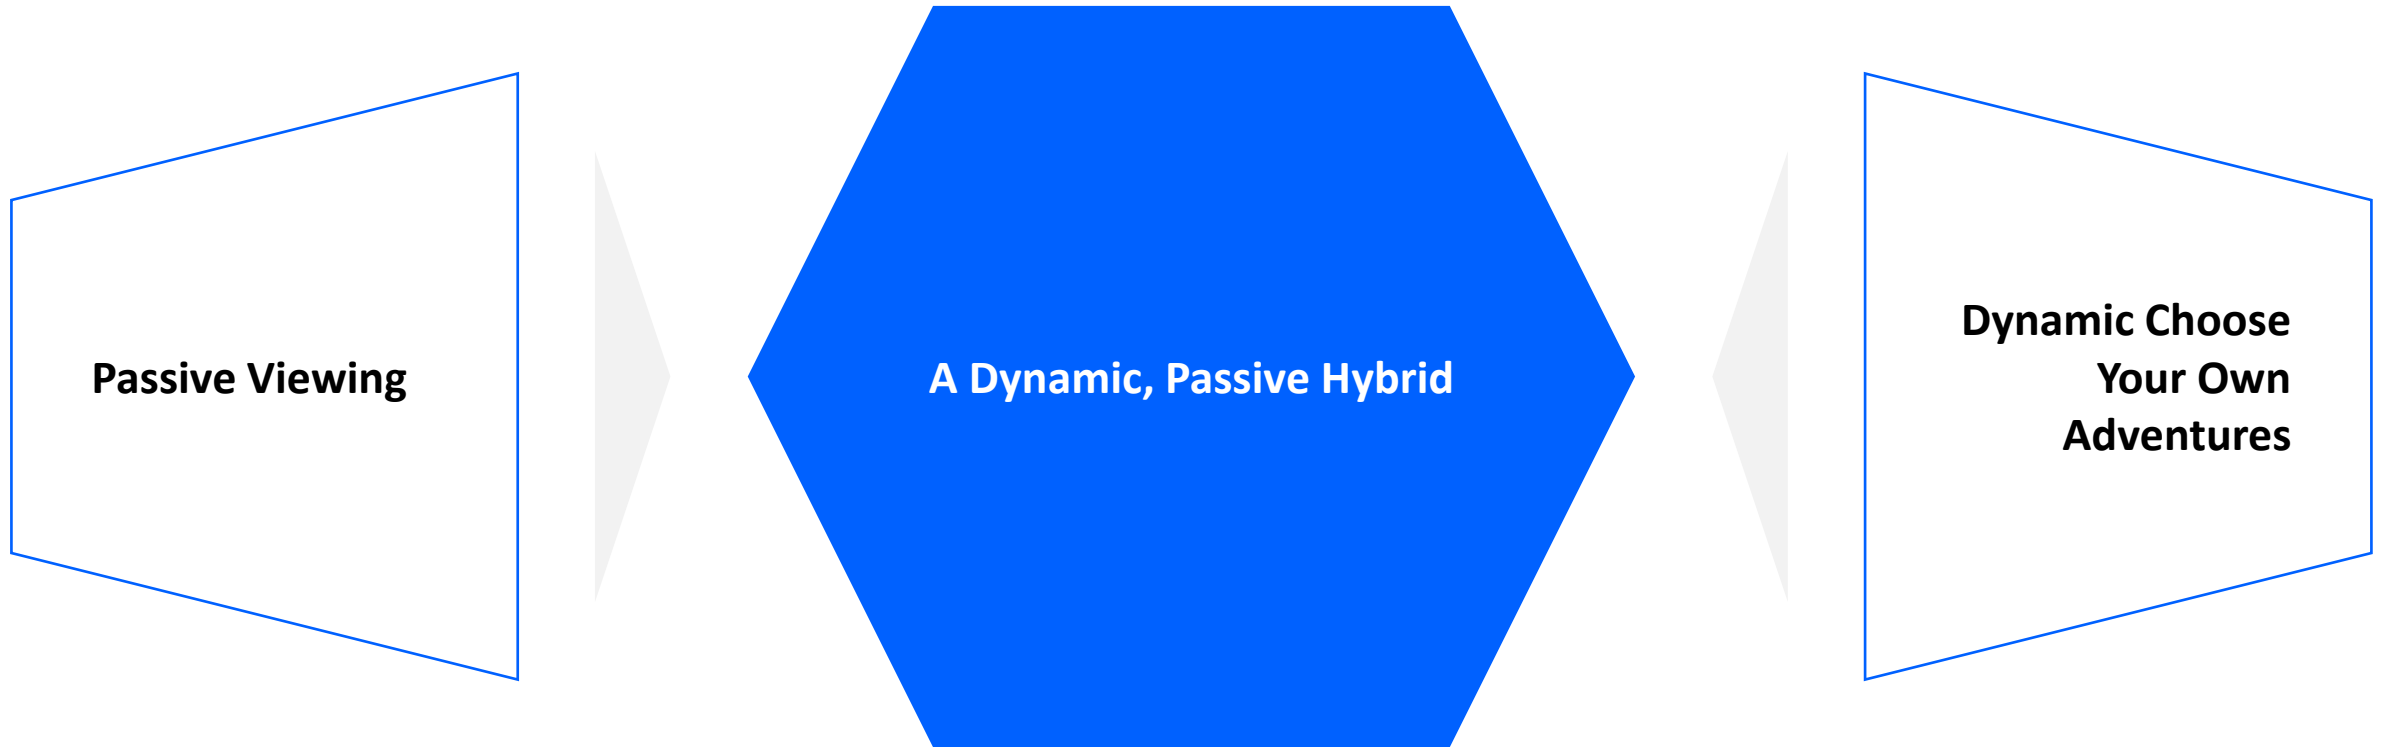 Passive Viewing
A Dynamic, Passive Hybrid
Dynamic Choose
Your Own
Adventures